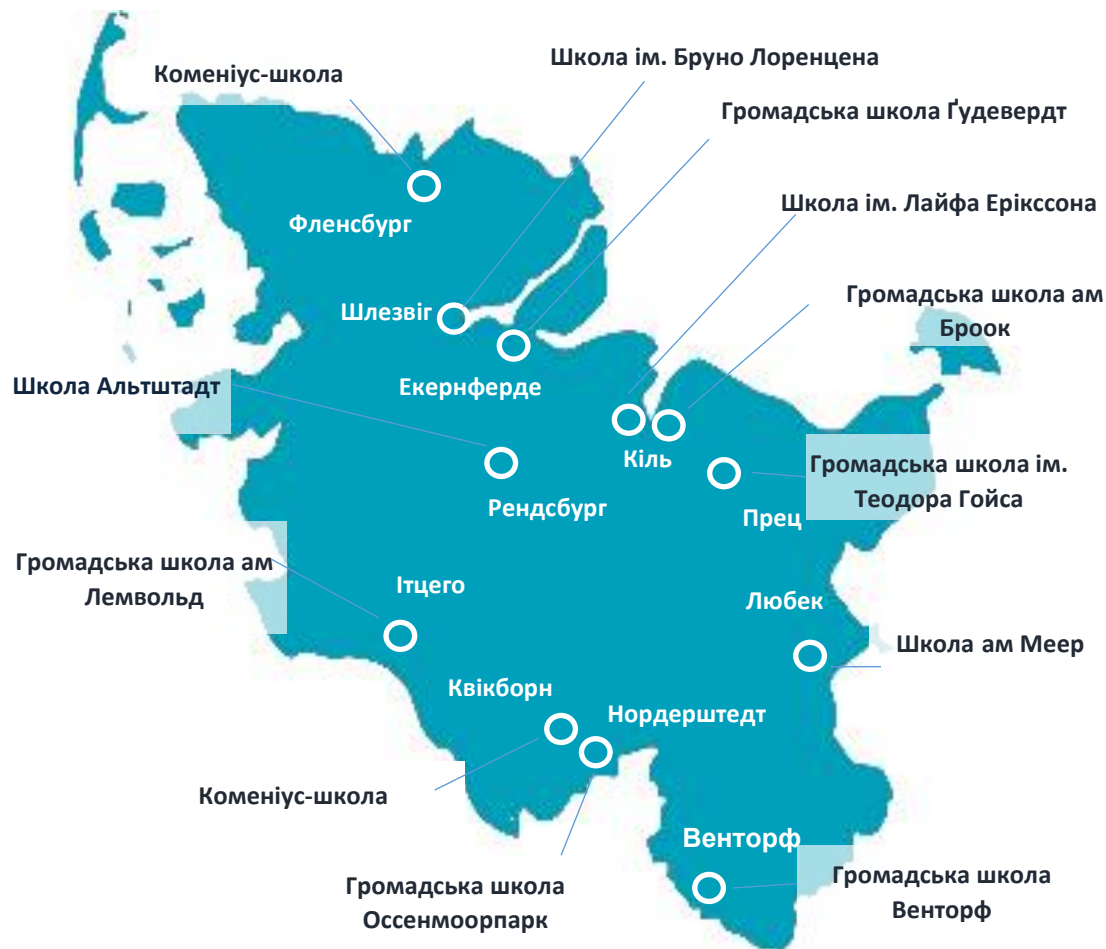 Школа ім. Бруно Лоренцена
Коменіус-школа
Громадська школа Ґудевердт
Школа ім. Лайфа Ерікссона
Фленсбург
Громадська школа ам
Броок
Шлезвіг
Школа Альтштадт
Екернферде
Кіль
Громадська школа ім.
Теодора Гойса
Рендсбург
Прец
Громадська школа ам
Лемвольд
Ітцего
Любек
Школа ам Меер
Квікборн
Нордерштедт
Коменіус-школа
Венторф
Громадська школа
Оссенмоорпарк
Громадська школа
Венторф